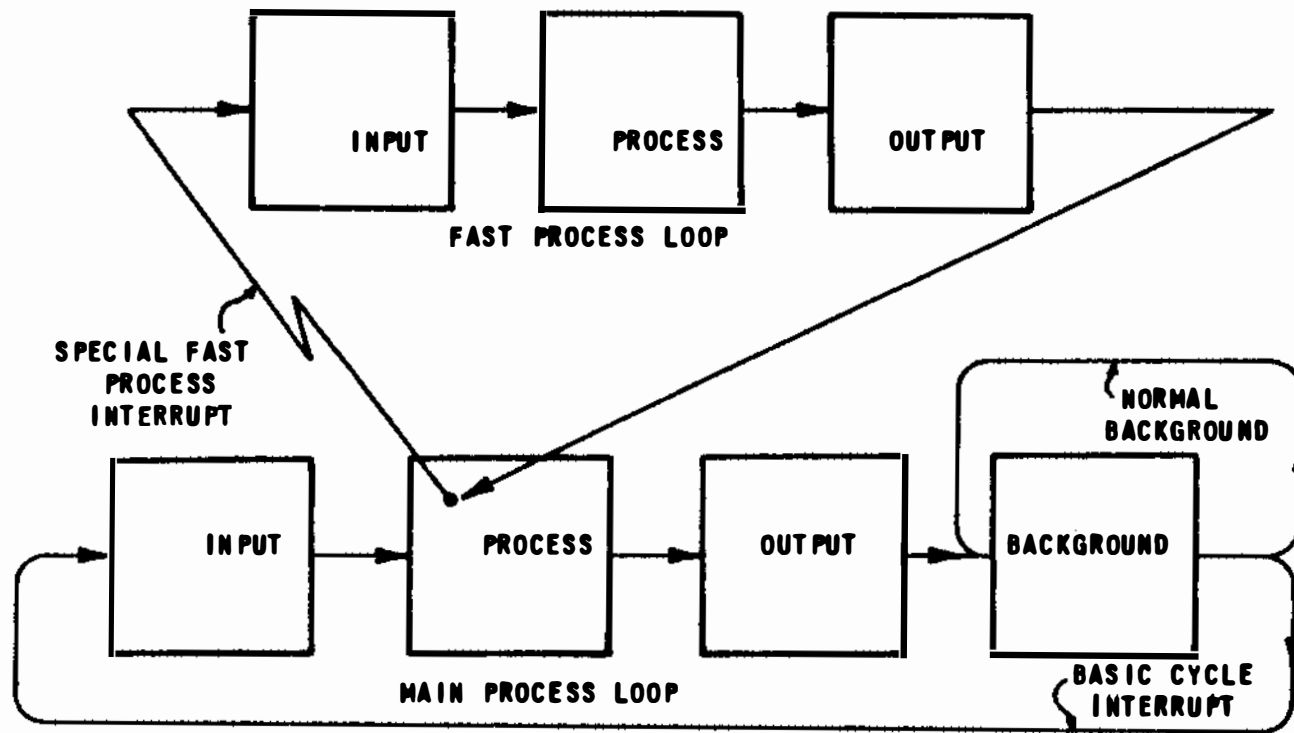 INPUT
PROCESS
OUTPUT
FAST PROCESS LOOP
SPECIAL FAST
PROCESS
INTERRUPT
NORMAL
BACKGROUND
INPUT
PROCESS
OUTPUT
BACKGROUND
MAIN PROCESS LOOP
BASIC CYCLE
INTERRUPT